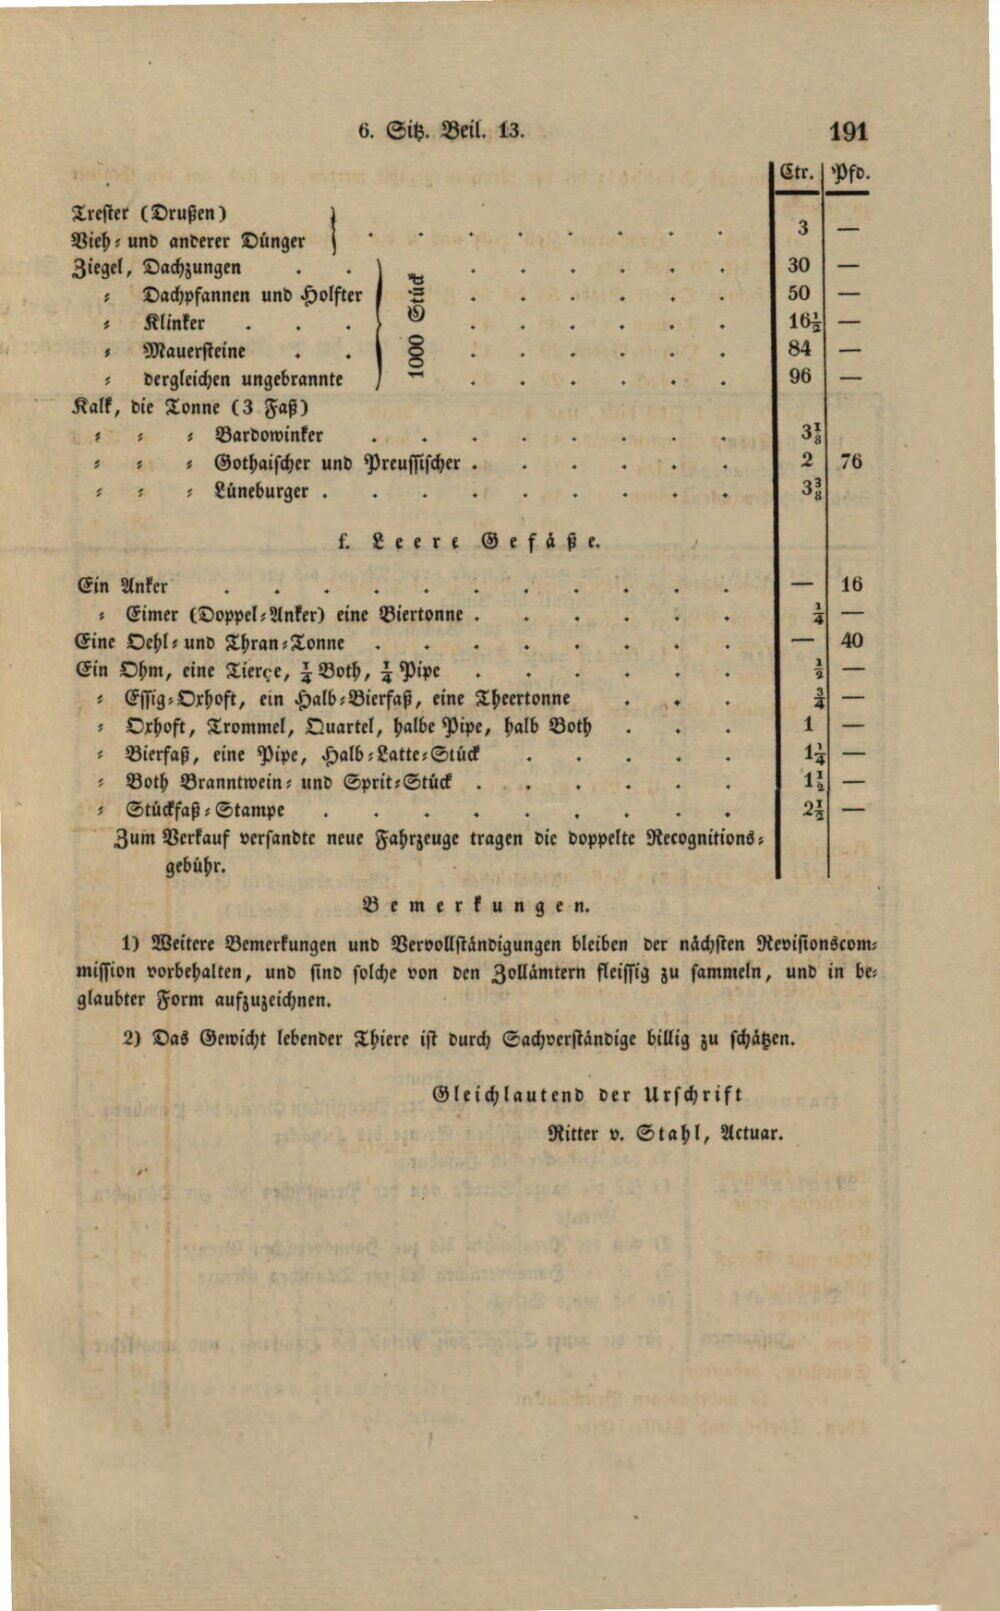 6. Sitz. Beil. 13. 191
Ctr. Pfd.
Trester (Drußen)
Vieh- und anderer Dünger . . . . . . 3 —
Ziegel, Dachzungen . . . . . . . . 30 —
" Dachpfannen und Holfter . . . . . . 50 —
" Klinker . . . . . . . . . 16½ —
" Mauersteine . . . . . . . . 84 —
" dergleichen ungebrannte . . . . . . 96 —
1000 Stück
Kalk, die Tonne (3 Faß)
" " " Bardowinker . . . . . . . . 3⅛
" " " Gothaischer und Preussischer . . . . . . 2 76
" " " Lüneburger . . . . . . . . . 3⅜
f. Leere Gefäße.
Ein Anker . . . . . . . . . . . — 16
" Eimer (Doppel-Anker) eine Biertonne . . . . . . ¼ —
Eine Oehl- und Thran-Tonne . . . . . . . . — 40
Ein Ohm, eine Tierçe, ¼ Both, ¼ Pipe . . . . . . ½ —
" Essig-Oxhoft, ein Halb-Bierfaß, eine Theertonne . . . ¾ —
" Oxhoft, Trommel, Quartel, halbe Pipe, halb Both . . . 1 —
" Bierfaß, eine Pipe, Halb-Latte-Stück . . . . . 1¼ —
" Both Branntwein- und Sprit-Stück . . . . . . 1½ —
" Stückfaß-Stampe . . . . . . . . . 2½ —
Zum Verkauf versandte neue Fahrzeuge tragen die doppelte Recognitions-
gebühr.
Bemerkungen.
1) Weitere Bemerkungen und Vervollständigungen bleiben der nächsten Revisionscom-
mission vorbehalten, und sind solche von den Zollämtern fleissig zu sammeln, und in be-
glaubter Form aufzuzeichnen.
2) Das Gewicht lebender Thiere ist durch Sachverständige billig zu schätzen.
Gleichlautend der Urschrift
Ritter v. Stahl, Actuar.